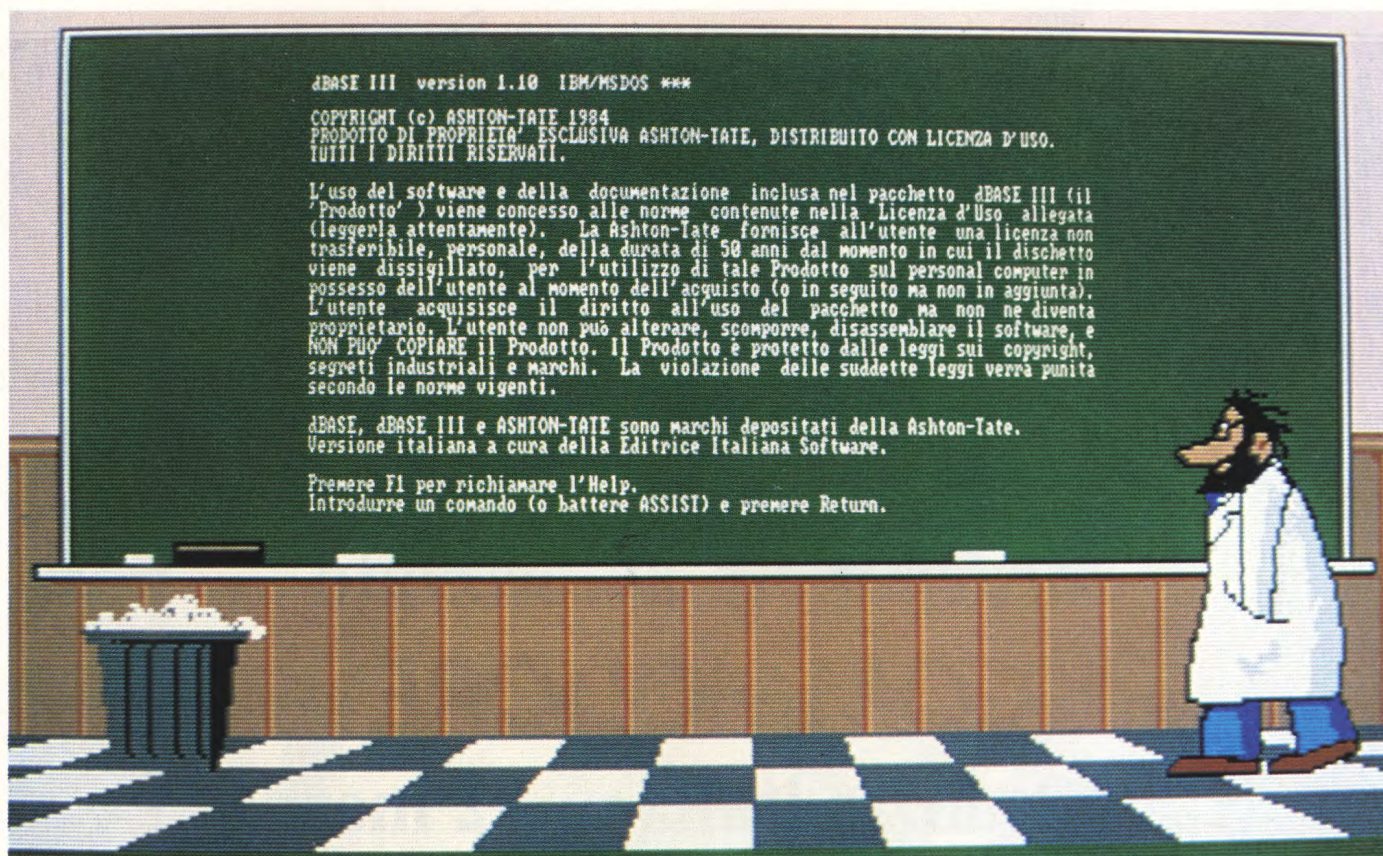 dBASE III  version 1.10  IBM/MSDOS ***
COPYRIGHT (c) ASHTON-TATE 1984
PRODOTTO DI PROPRIETA' ESCLUSIVA ASHTON-TATE, DISTRIBUITO CON LICENZA D'USO.
TUTTI I DIRITTI RISERVATI.
L'uso del software e della  documentazione  inclusa nel pacchetto  dBASE III (il
'Prodotto' ) viene concesso alle norme  contenute nella  Licenza d'Uso  allegata
(leggerla attentamente).  La Ashton-Tate  fornisce  all'utente  una licenza non
trasferibile, personale, della durata di 50 anni dal momento in cui il dischetto
viene  dissigillato,  per  l'utilizzo di tale Prodotto  sul personal computer in
possesso dell'utente al momento dell'acquisto (o in seguito ma non in aggiunta).
L'utente  acquisisce  il  diritto  all'uso  del  pacchetto  ma  non  ne diventa
proprietario. L'utente non può alterare, scomporre, disassemblare il software, e
NON PUO' COPIARE il Prodotto. Il Prodotto è protetto dalle leggi sui  copyright,
segreti industriali e marchi.  La  violazione  delle suddette leggi verrà punita
secondo le norme vigenti.
dBASE, dBASE III e ASHTON-TATE sono marchi depositati della Ashton-Tate.
Versione italiana a cura della Editrice Italiana Software.
Premere F1 per richiamare l'Help.
Introdurre un comando (o battere ASSIST) e premere Return.